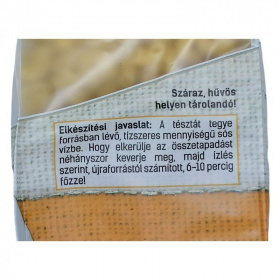 Száraz, hűvös
helyen tárolandó!
Elkészítési javaslat: A tésztát tegye
forrásban lévő, tízszeres mennyiségű sós
vízbe. Hogy elkerülje az összetapadást
néhányszor keverje meg, majd ízlés
szerint, újraforrástól számított, 6-10 percig
főzze!